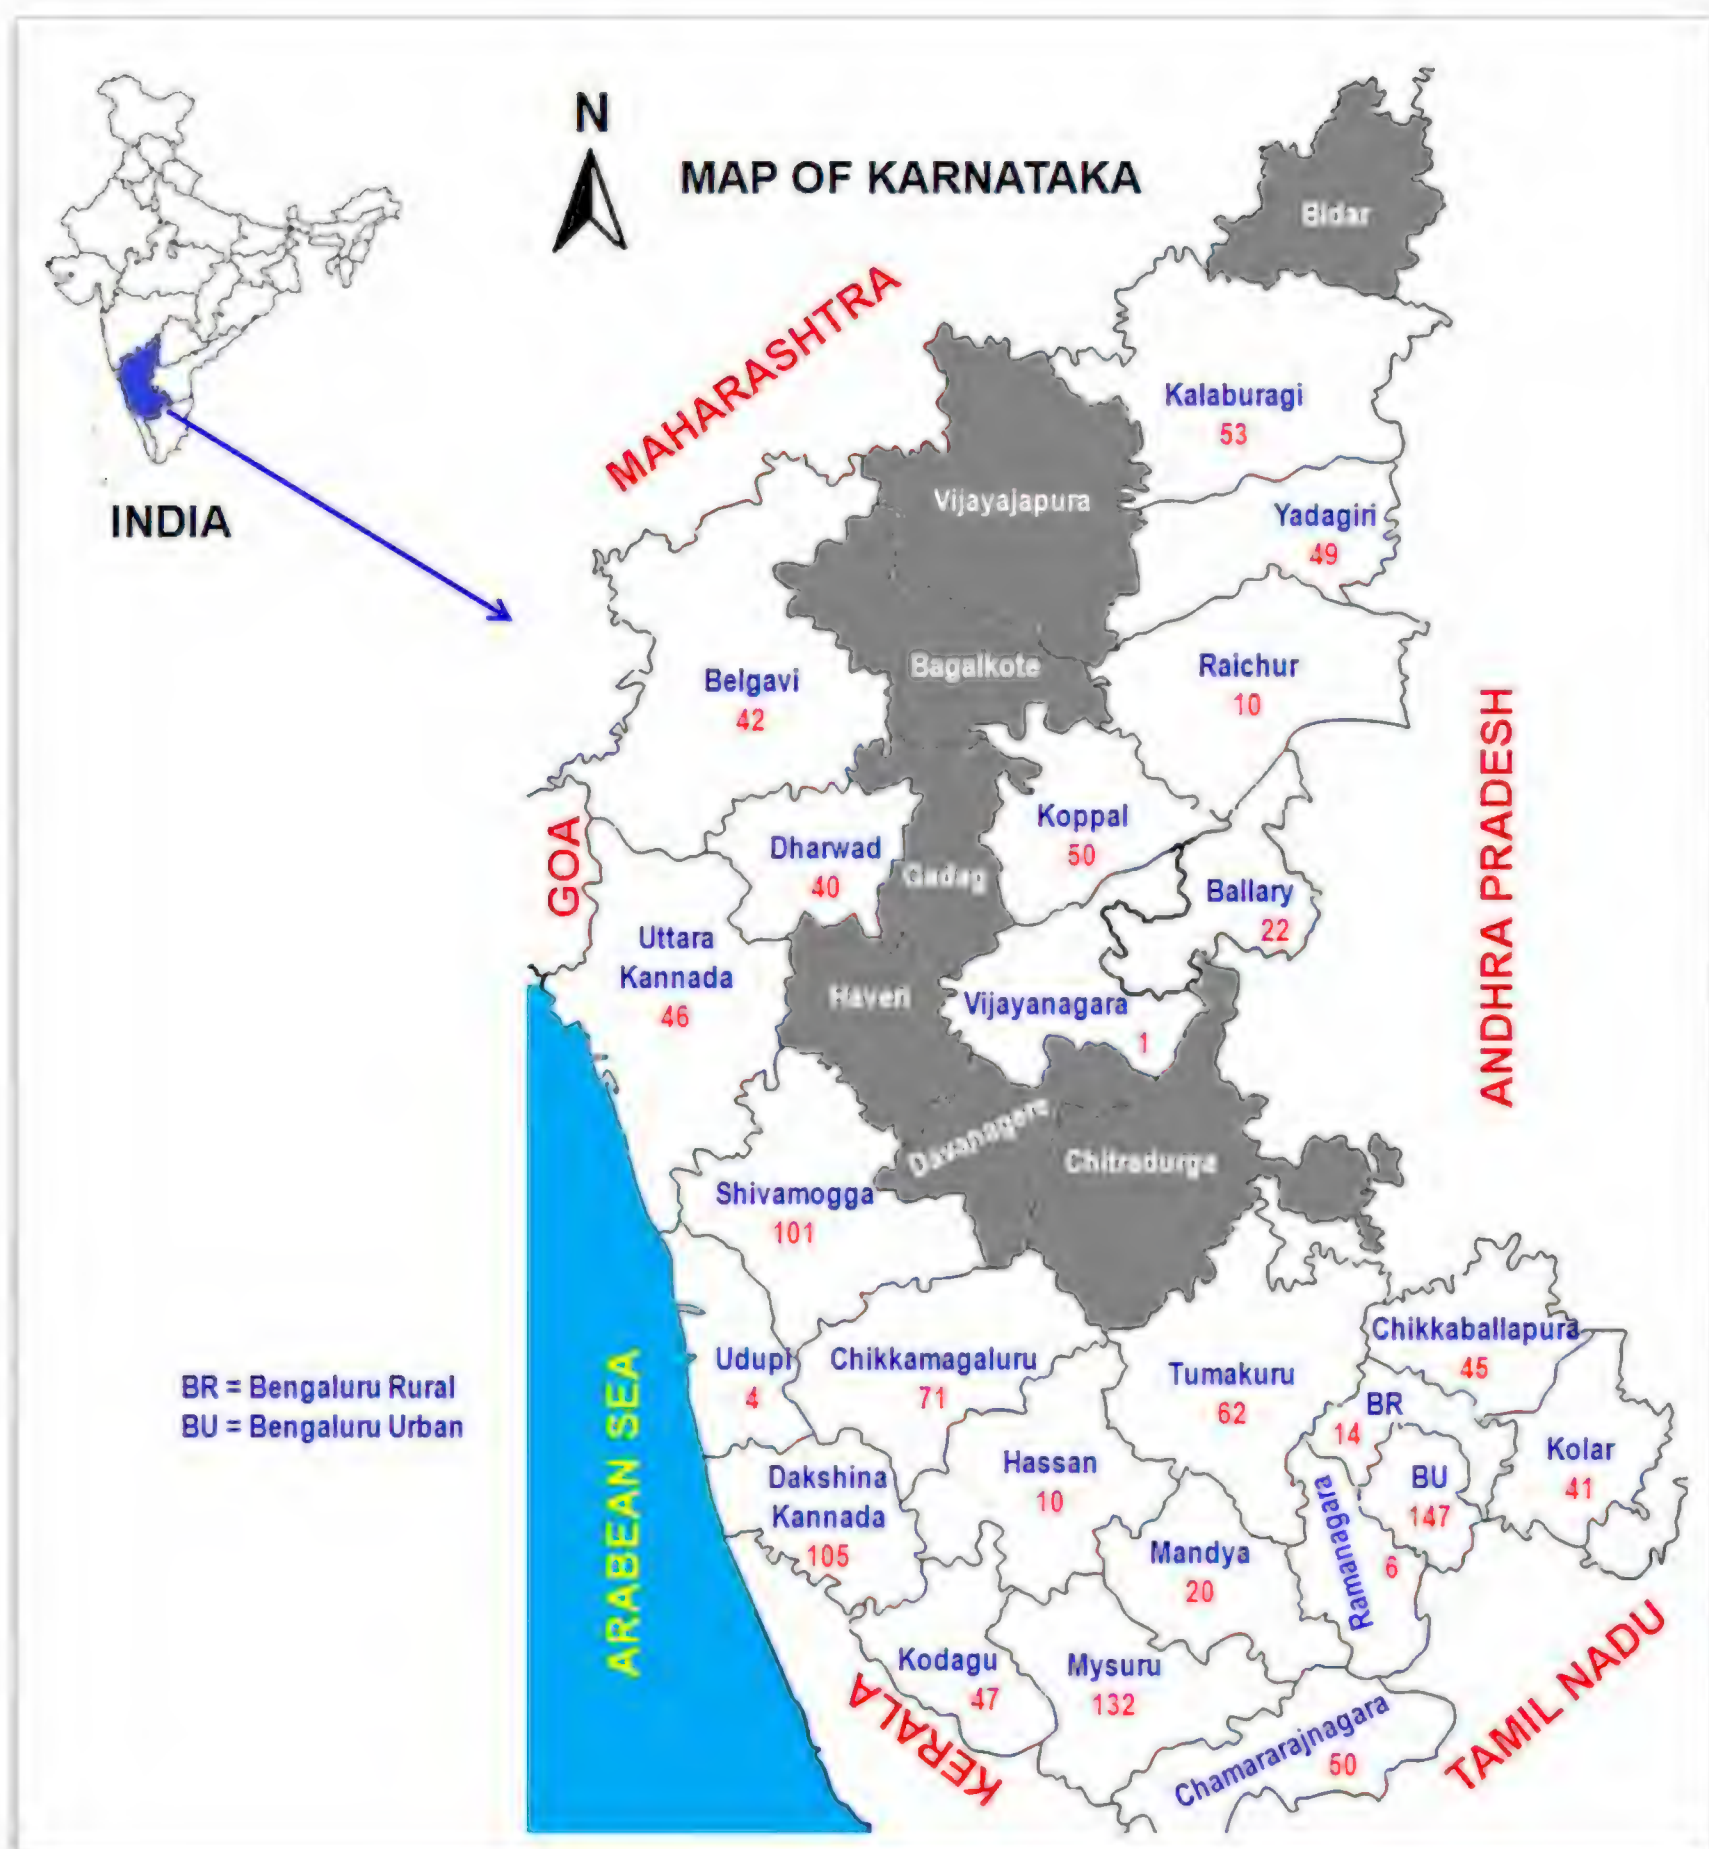 N
MAP OF KARNATAKA
Bidar
MAHARASHTRA
Kalaburagi
53
Vijayajapura
Yadagiri
49
INDIA
Bagalkote
Raichur
10
Belgavi
42
ANDHRA PRADESH
GOA
Koppal
50
Dharwad
40
Gadag
Ballary
22
Uttara
Kannada
46
Haveri
Vijayanagara
1
Davanagere
Chitradurga
Shivamogga
101
Chikkaballapura
45
Udupi
4
Chikkamagaluru
71
Tumakuru
62
BR = Bengaluru Rural
BU = Bengaluru Urban
BR
14
ARABEAN SEA
Hassan
10
Kolar
41
Dakshina
Kannada
105
BU
147
Ramanagara
6
Mandya
20
Kodagu
47
Mysuru
132
KERALA
TAMIL NADU
Chamararajnagara
50